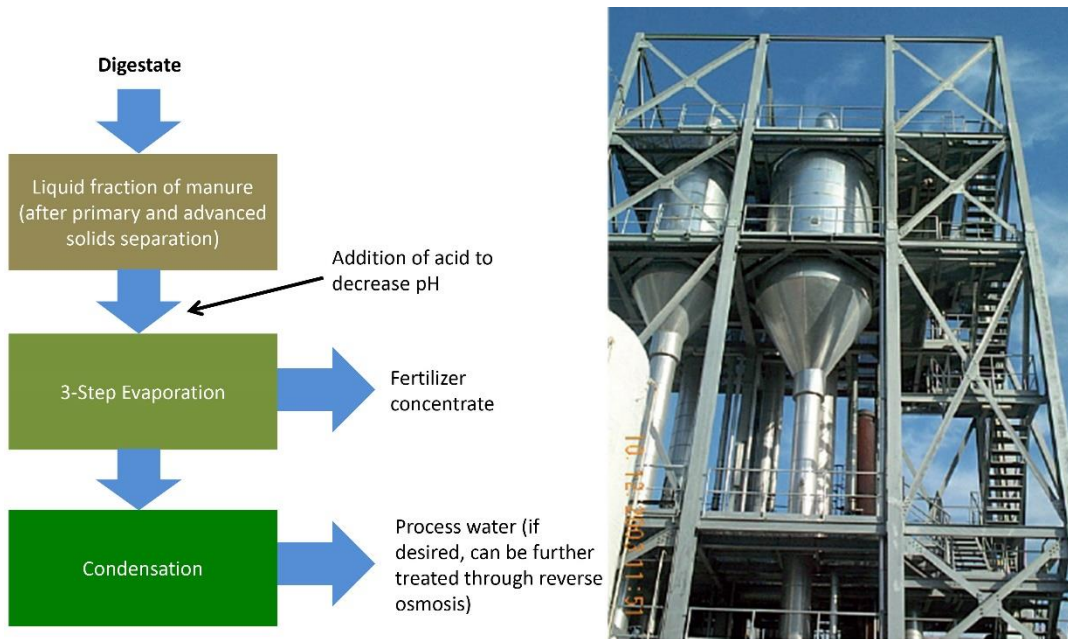 Digestate
Liquid fraction of manure
(after primary and advanced
solids separation)
Addition of acid to
decrease pH
3-Step Evaporation
Fertilizer
concentrate
Condensation
Process water (if
desired, can be further
treated through reverse
osmosis)